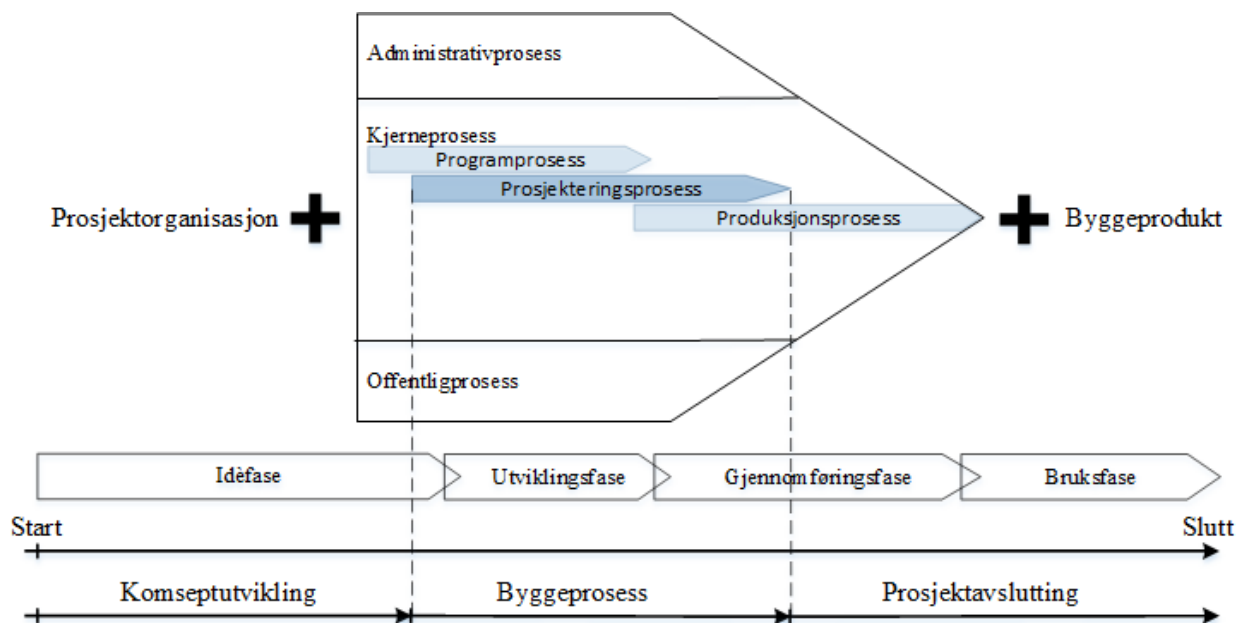 Administrativprosess
Kjerneprosess
Programprosess
Prosjekteringsprosess
Produksjonsprosess
Prosjektorganisasjon
Byggeprodukt
Offentligprosess
Idèfase
Utviklingsfase
Gjennomføringsfase
Bruksfase
Start
Slutt
Komseptutvikling
Byggeprosess
Prosjektavslutting